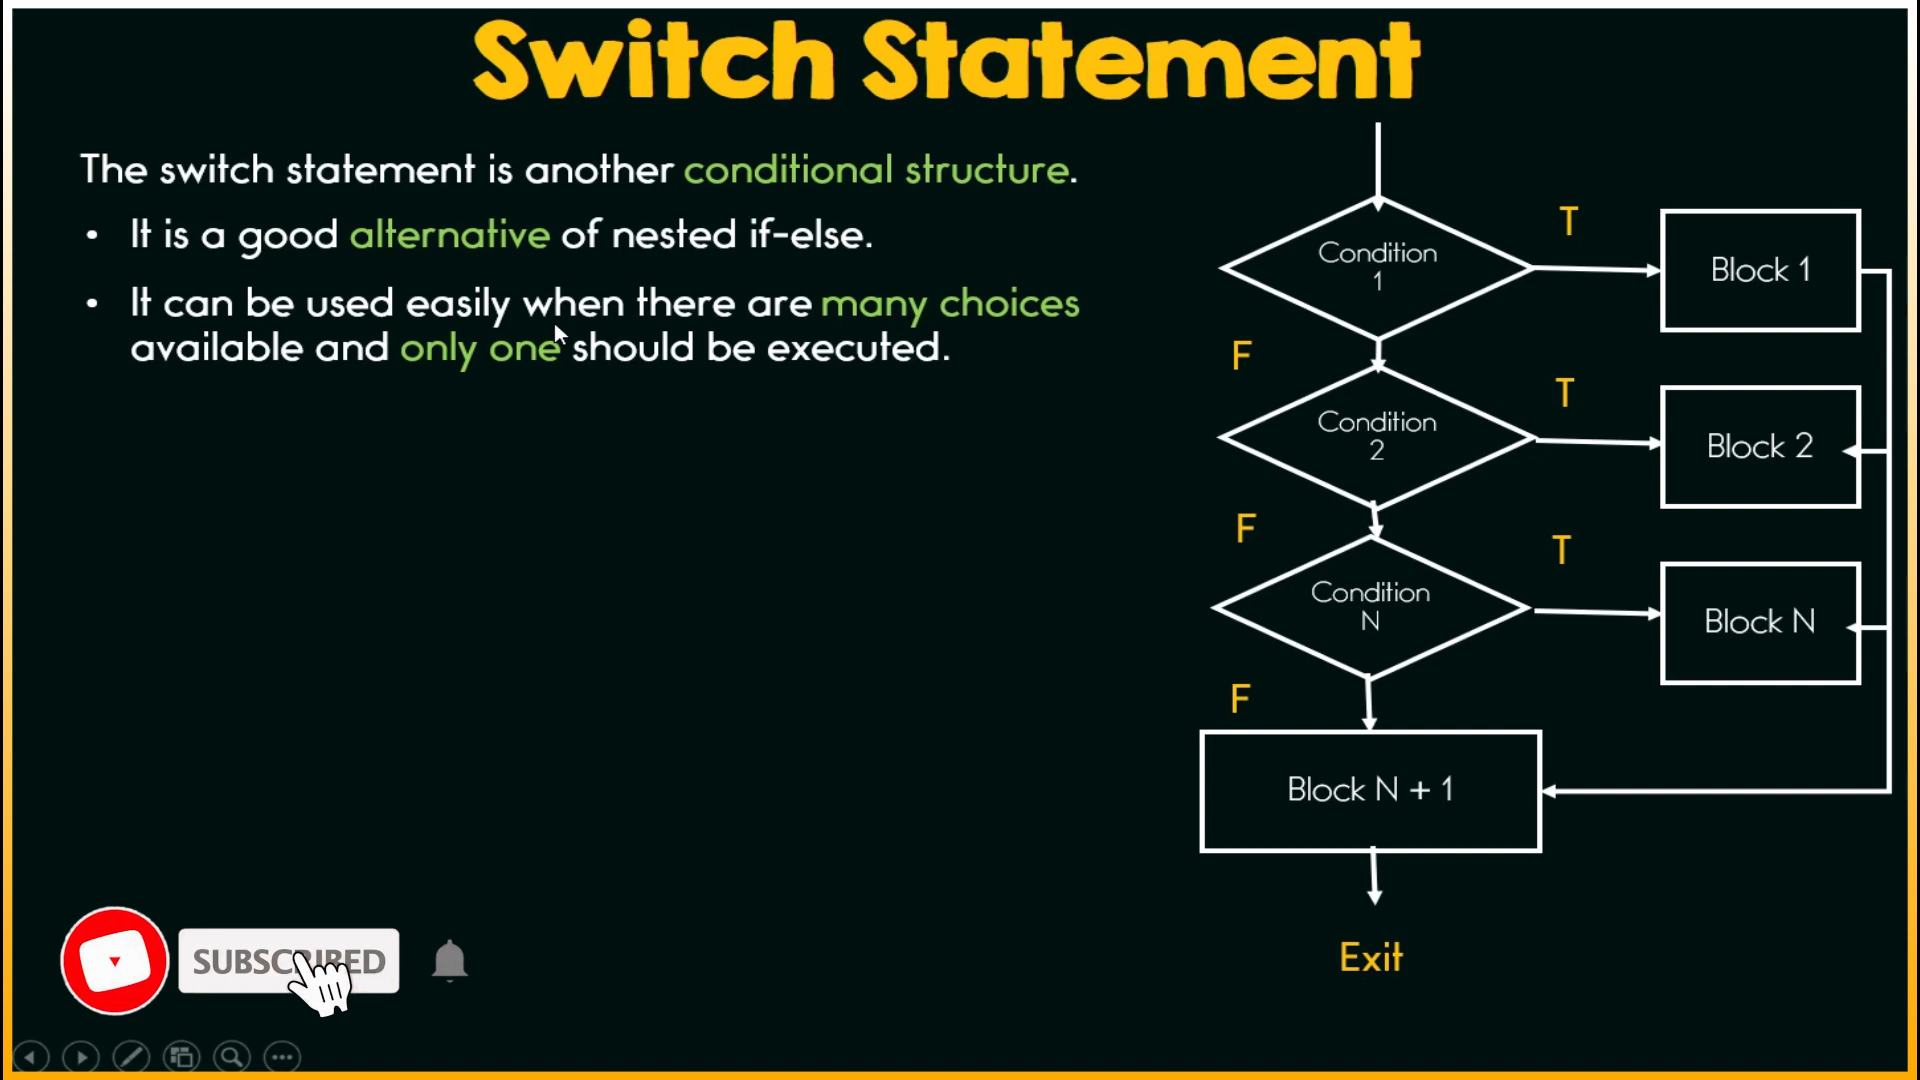 Switch Statement
The switch statement is another conditional structure.
• It is a good alternative of nested if-else.
• It can be used easily when there are many choices
available and only one should be executed.
Condition
1
T
Block 1
F
Condition
2
T
Block 2
F
Condition
N
T
Block N
F
Block N + 1
Exit
SUBSCRIBED